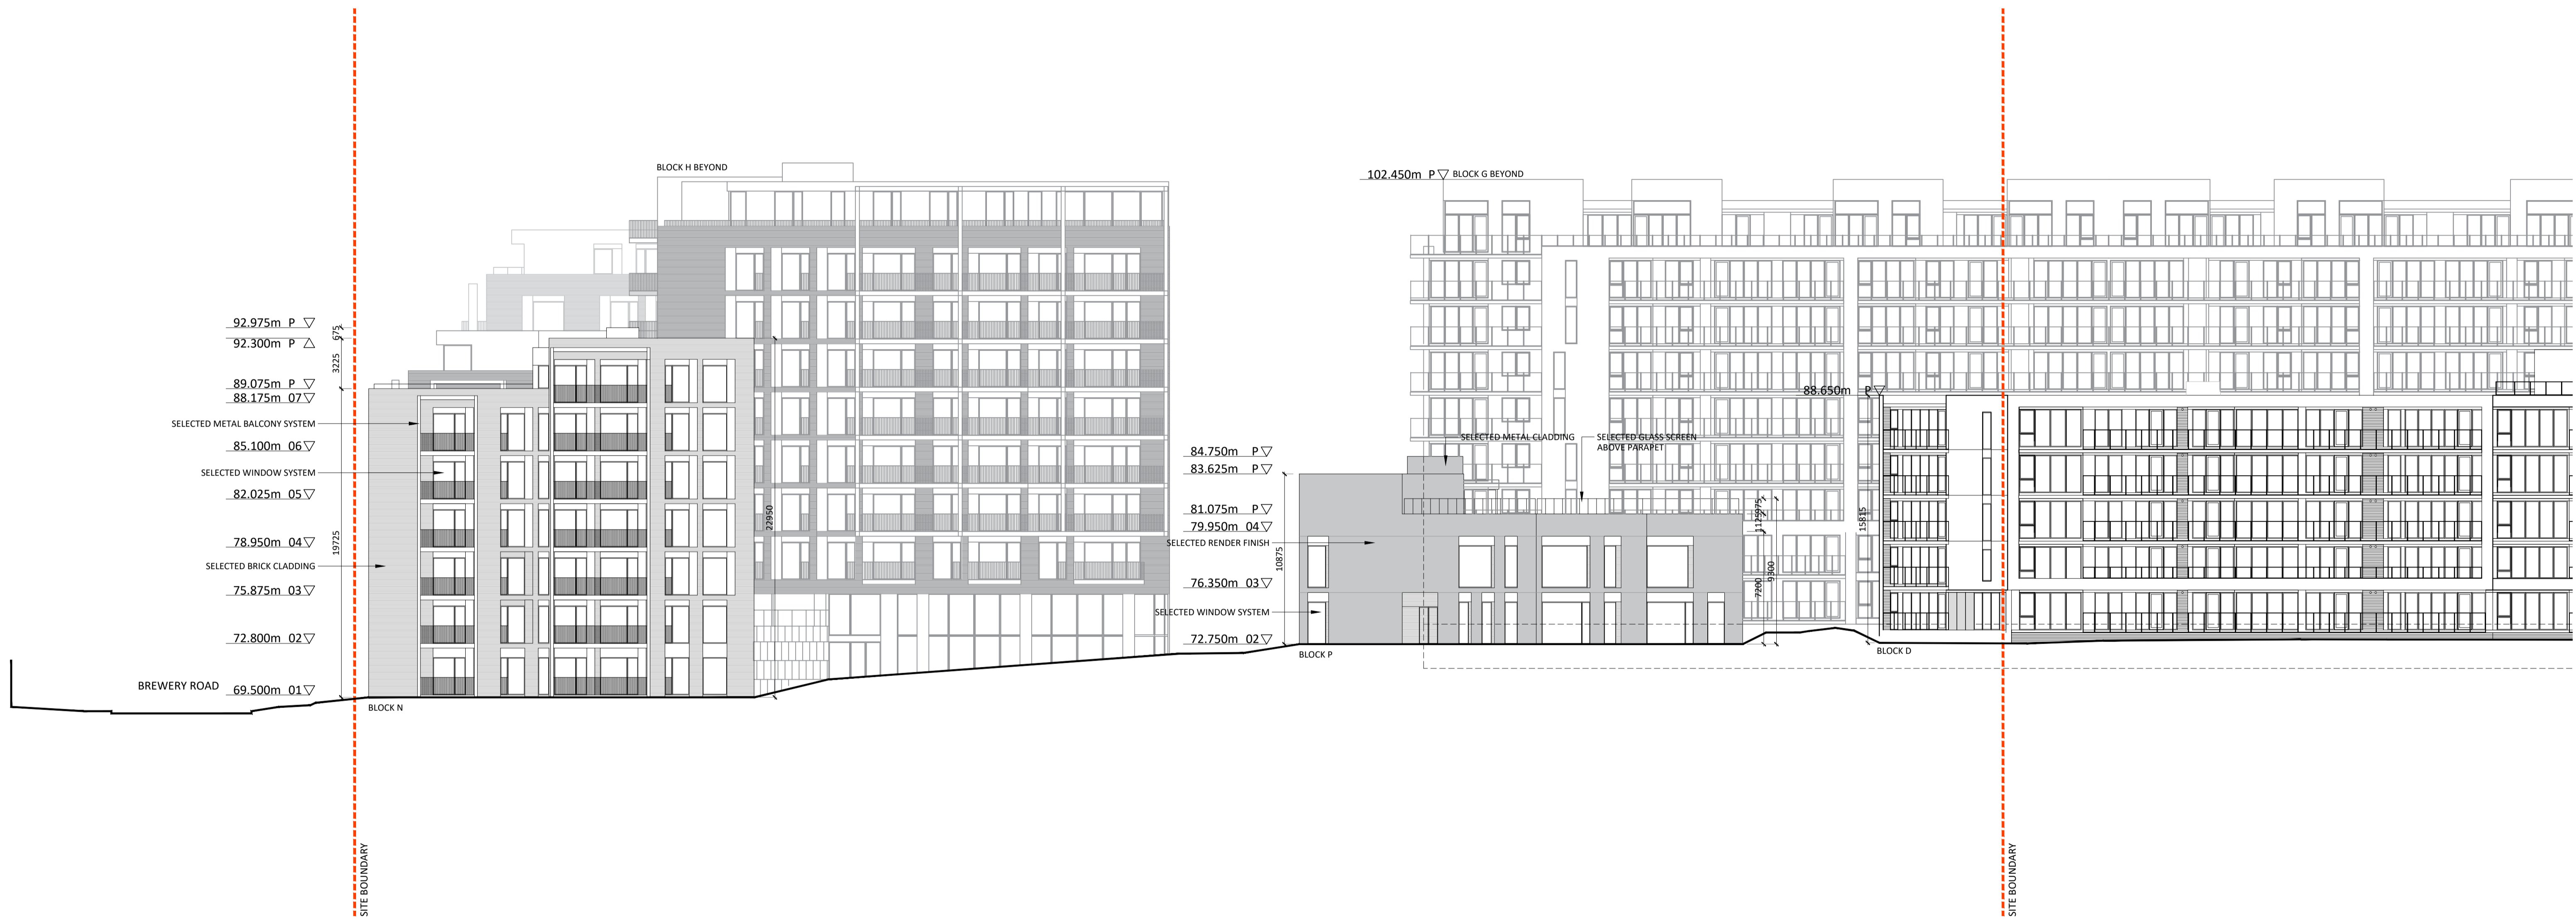 BLOCK H BEYOND
92.975m P
92.300m P
89.075m P
88.175m 07
SELECTED METAL BALCONY SYSTEM
85.100m 06
SELECTED WINDOW SYSTEM
82.025m 05
78.950m 04
SELECTED BRICK CLADDING
75.875m 03
72.800m 02
BREWERY ROAD
69.500m 01
675
3225
19725
22950
BLOCK N
SITE BOUNDARY
102.450m P
BLOCK G BEYOND
88.650m P
SELECTED METAL CLADDING
SELECTED GLASS SCREEN
ABOVE PARAPET
84.750m P
83.625m P
81.075m P
79.950m 04
SELECTED RENDER FINISH
76.350m 03
SELECTED WINDOW SYSTEM
72.750m 02
10875
975
1125
7200
9300
15815
BLOCK P
BLOCK D
SITE BOUNDARY